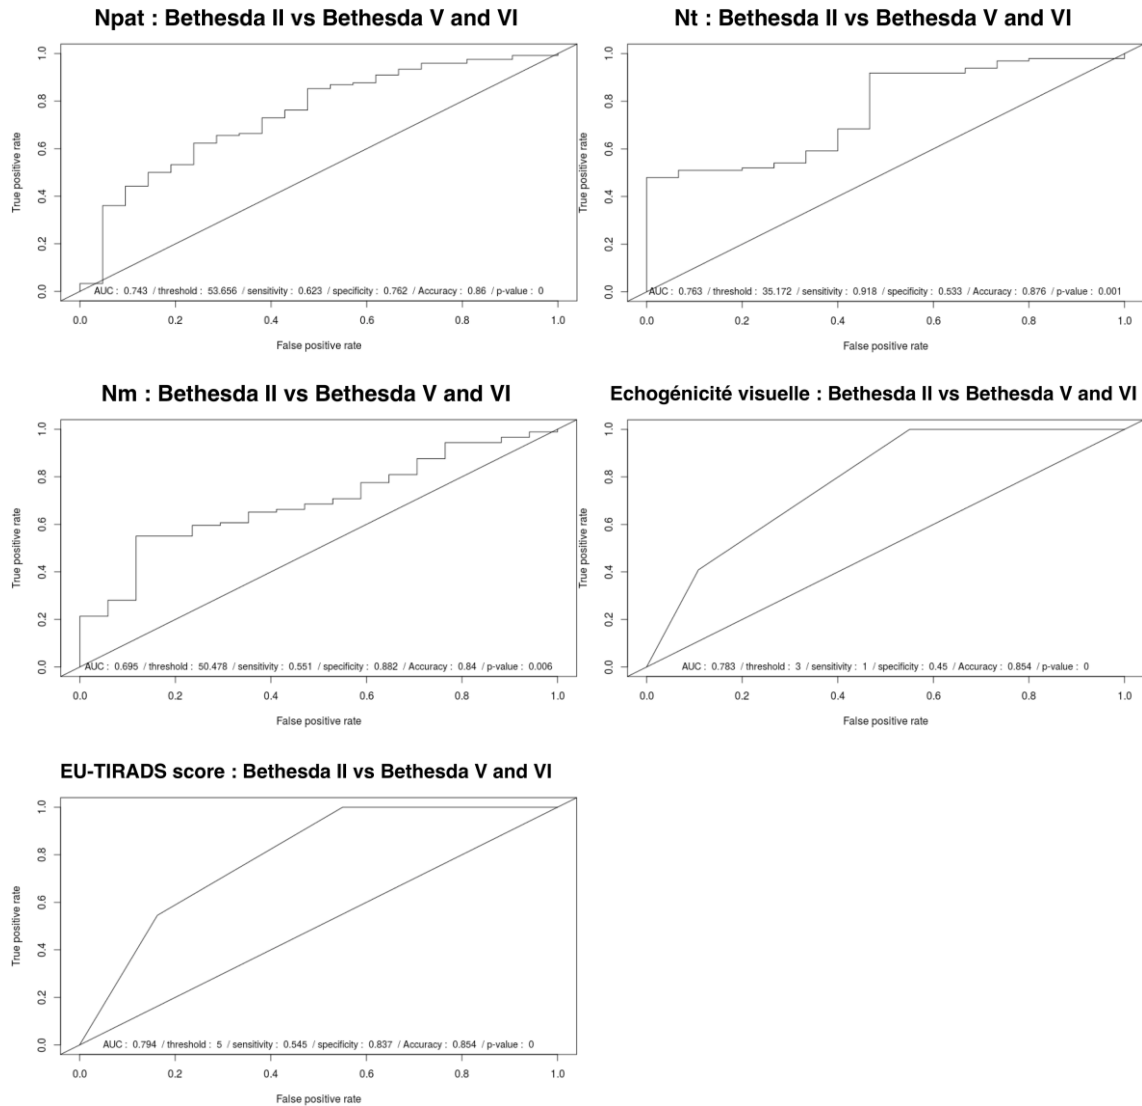 Npat : Bethesda II vs Bethesda V and VI
True positive rate
1.0
0.8
0.6
0.4
0.2
0.0
AUC : 0.743 / threshold : 53.656 / sensitivity : 0.623 / specificity : 0.762 / Accuracy : 0.86 / p-value : 0
0.0 0.2 0.4 0.6 0.8 1.0
False positive rate
Nt : Bethesda II vs Bethesda V and VI
True positive rate
1.0
0.8
0.6
0.4
0.2
0.0
AUC : 0.763 / threshold : 35.172 / sensitivity : 0.918 / specificity : 0.533 / Accuracy : 0.876 / p-value : 0.001
0.0 0.2 0.4 0.6 0.8 1.0
False positive rate
Nm : Bethesda II vs Bethesda V and VI
True positive rate
1.0
0.8
0.6
0.4
0.2
0.0
AUC : 0.695 / threshold : 50.478 / sensitivity : 0.551 / specificity : 0.882 / Accuracy : 0.84 / p-value : 0.006
0.0 0.2 0.4 0.6 0.8 1.0
False positive rate
Echogénicité visuelle : Bethesda II vs Bethesda V and VI
True positive rate
1.0
0.8
0.6
0.4
0.2
0.0
AUC : 0.783 / threshold : 3 / sensitivity : 1 / specificity : 0.45 / Accuracy : 0.854 / p-value : 0
0.0 0.2 0.4 0.6 0.8 1.0
False positive rate
EU-TIRADS score : Bethesda II vs Bethesda V and VI
True positive rate
1.0
0.8
0.6
0.4
0.2
0.0
AUC : 0.794 / threshold : 5 / sensitivity : 0.545 / specificity : 0.837 / Accuracy : 0.854 / p-value : 0
0.0 0.2 0.4 0.6 0.8 1.0
False positive rate